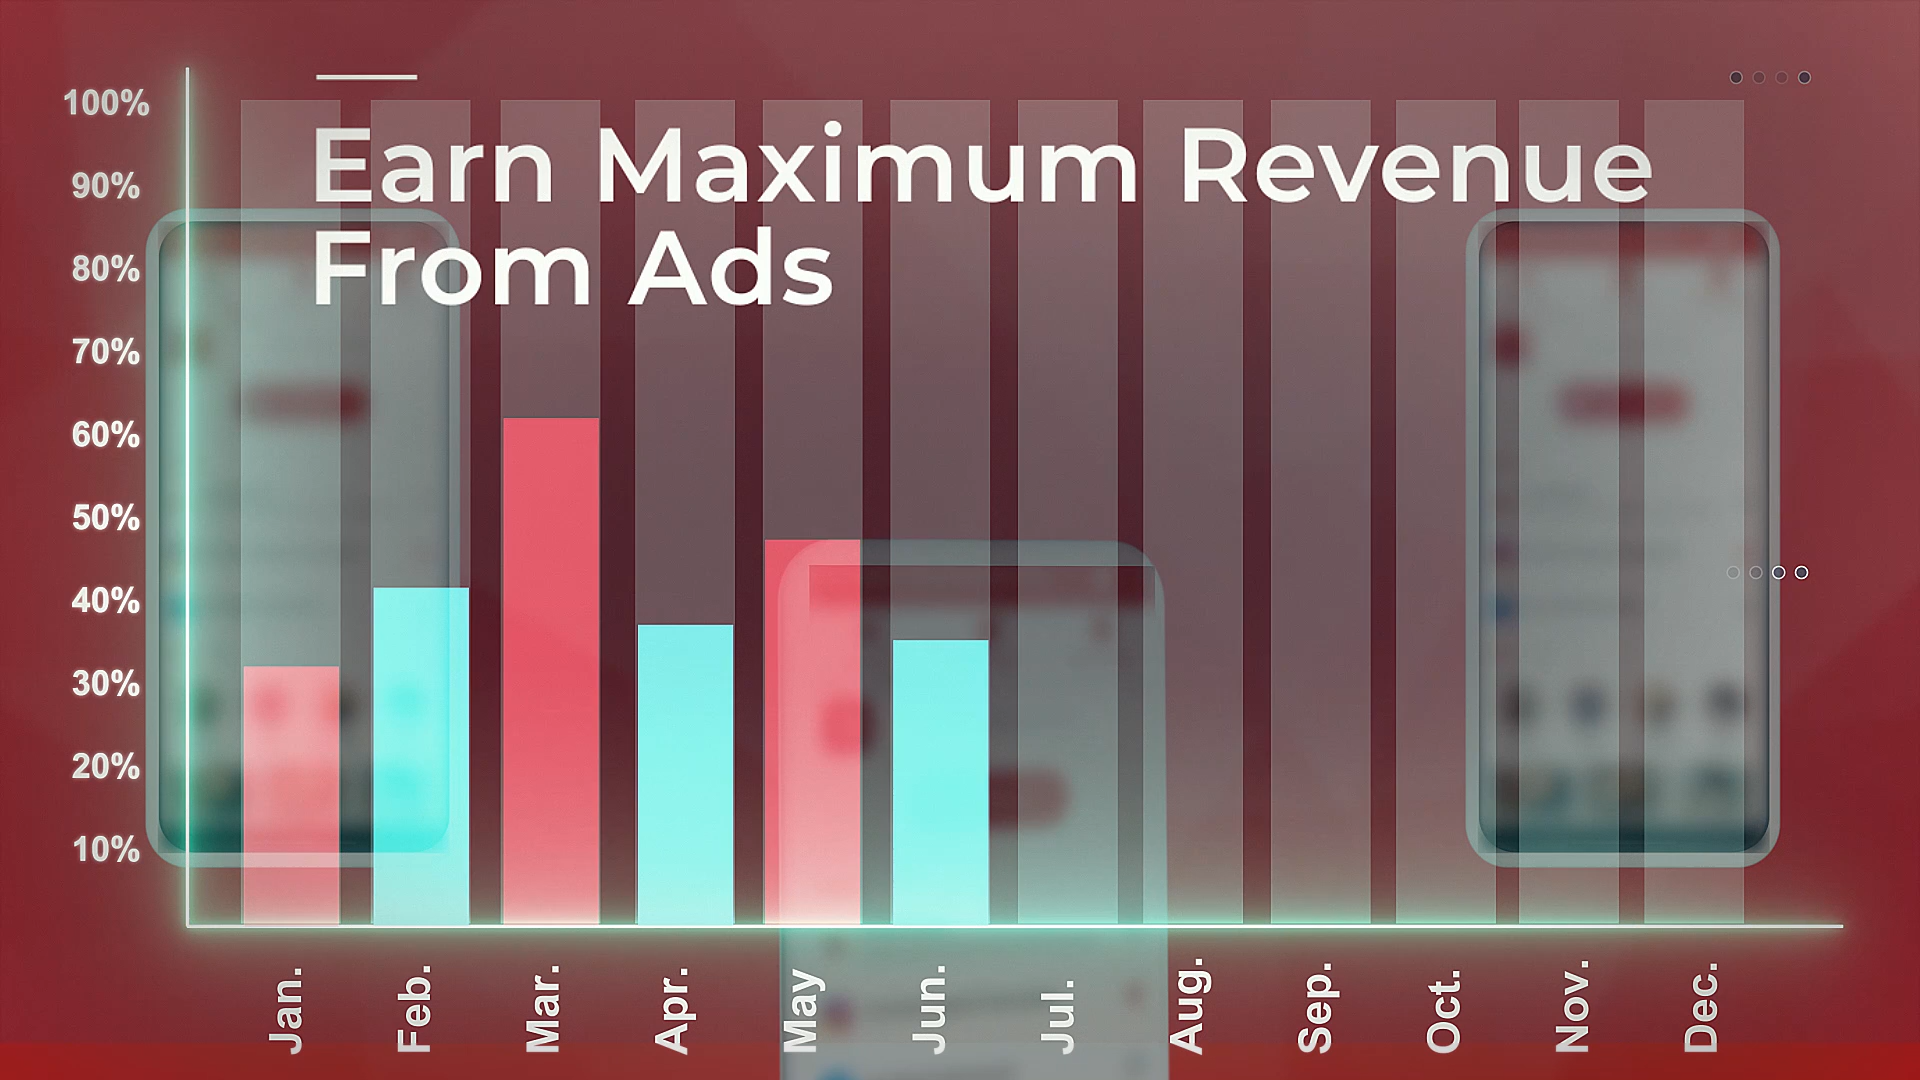 Earn Maximum Revenue
From Ads
100%
90%
80%
70%
60%
50%
40%
30%
20%
10%
Jan.
Feb.
Mar.
Apr.
May
Jun.
Jul.
Aug.
Sep.
Oct.
Nov.
Dec.